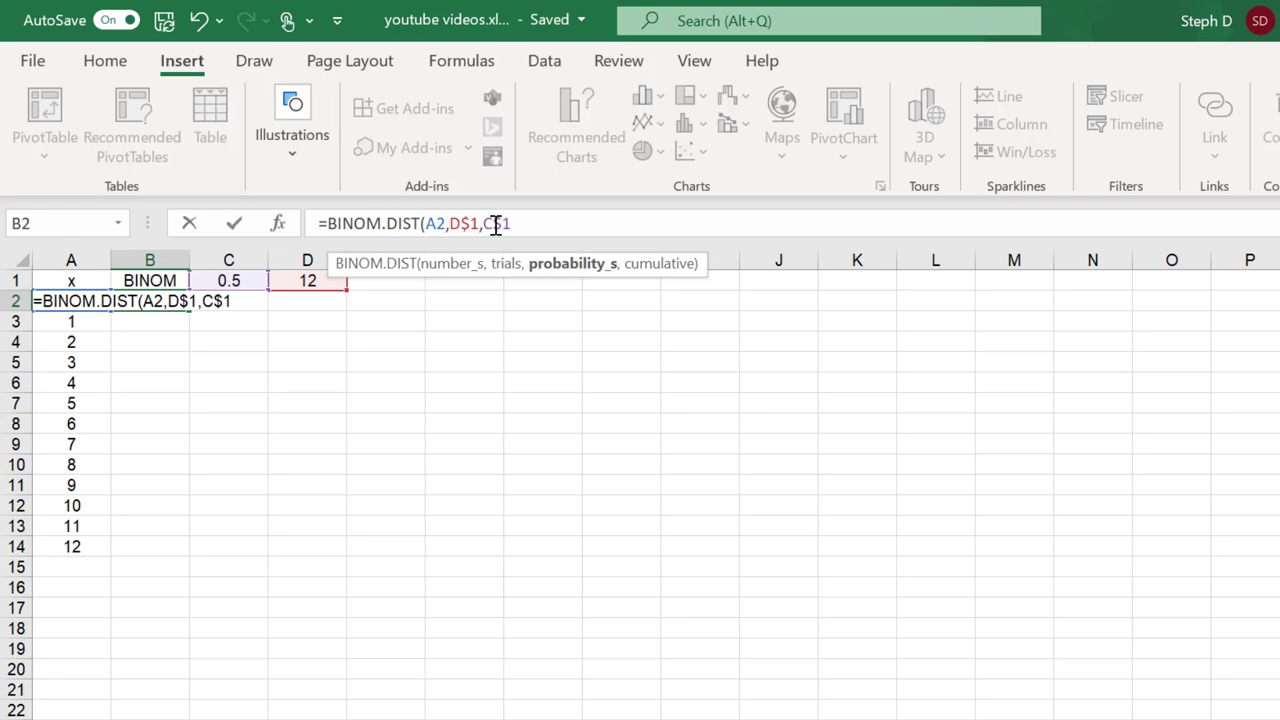 AutoSave On youtube videos.xl... - Saved Search (Alt+Q) Steph D SD
File Home Insert Draw Page Layout Formulas Data Review View Help
PivotTable
Recommended PivotTables
Table
Illustrations
Get Add-ins
My Add-ins
Recommended Charts
Maps
PivotChart
3D Map
Line
Column
Win/Loss
Slicer
Timeline
Link
Tables Add-ins Charts Tours Sparklines Filters Links
B2 fx =BINOM.DIST(A2,D$1,C$1
BINOM.DIST(number_s, trials, probability_s, cumulative)
A B C D J K L M N O P
1 x BINOM 0.5 12
2 =BINOM.DIST(A2,D$1,C$1
3 1
4 2
5 3
6 4
7 5
8 6
9 7
10 8
11 9
12 10
13 11
14 12
15
16
17
18
19
20
21
22